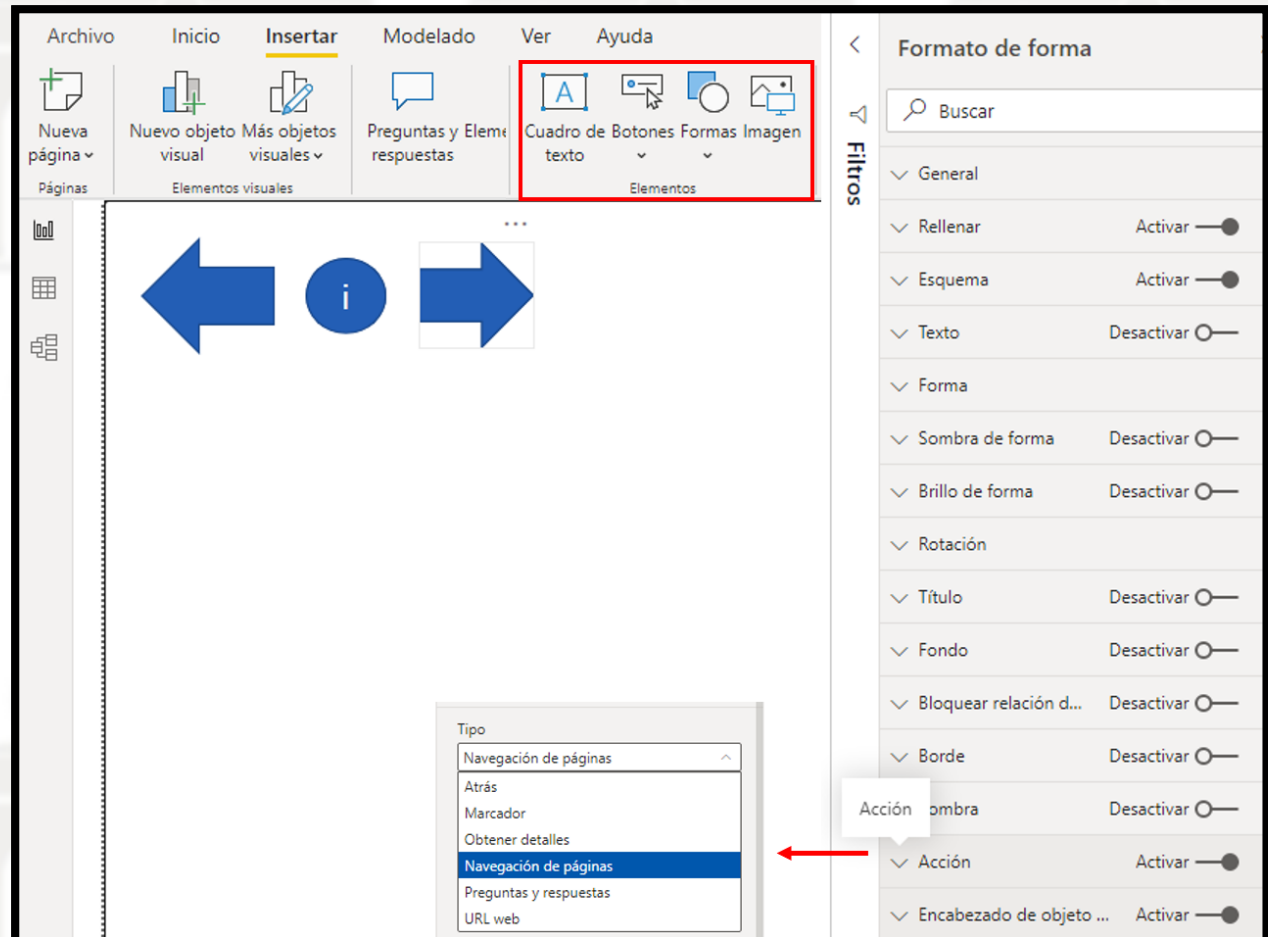 Archivo Inicio Insertar Modelado Ver Ayuda
Nueva página
Nuevo objeto visual
Más objetos visuales
Preguntas y respuestas
Eleme
Cuadro de texto
Botones
Formas
Imagen
Páginas
Elementos visuales
Elementos
Filtros
Formato de forma
Buscar
General
Rellenar Activar
Esquema Activar
Texto Desactivar
Forma
Sombra de forma Desactivar
Brillo de forma Desactivar
Rotación
Título Desactivar
Fondo Desactivar
Bloquear relación d... Desactivar
Borde Desactivar
ombra Desactivar
Acción
Acción Activar
Encabezado de objeto ... Activar
A
i
...
Tipo
Navegación de páginas
Atrás
Marcador
Obtener detalles
Navegación de páginas
Preguntas y respuestas
URL web